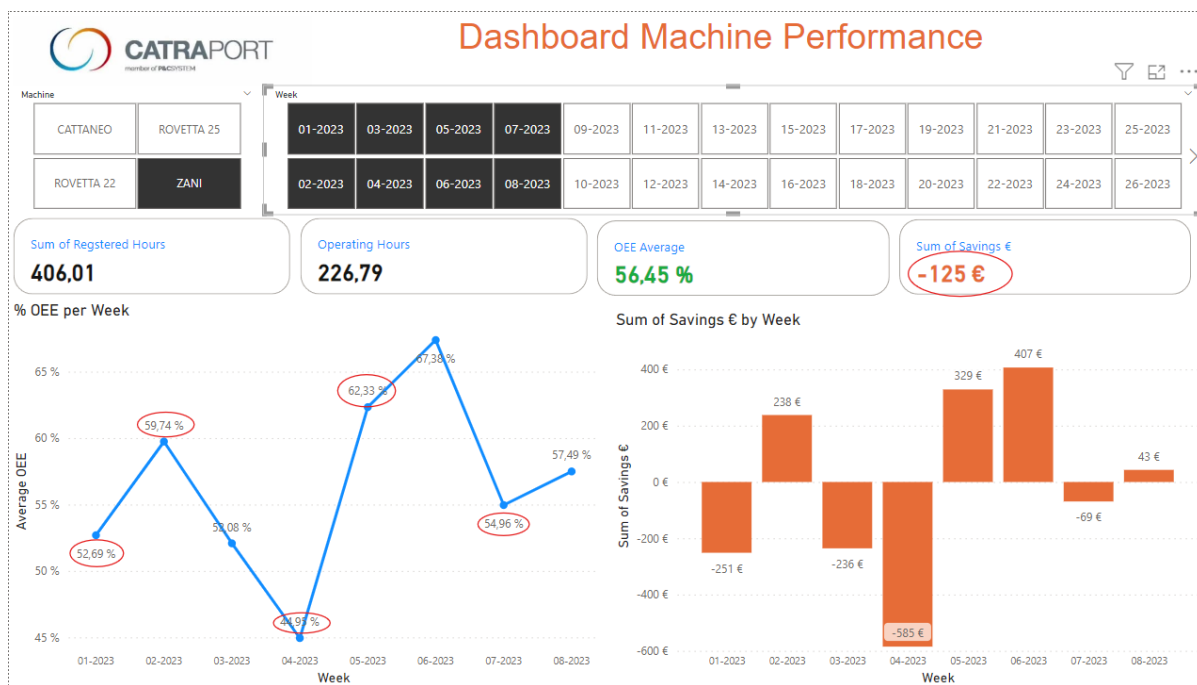 Dashboard Machine Performance
CATRAPORT
member of P&CSYSTEM
Machine
CATTANEO
ROVETTA 25
ROVETTA 22
ZANI
Week
01-2023 03-2023 05-2023 07-2023 09-2023 11-2023 13-2023 15-2023 17-2023 19-2023 21-2023 23-2023 25-2023
02-2023 04-2023 06-2023 08-2023 10-2023 12-2023 14-2023 16-2023 18-2023 20-2023 22-2023 24-2023 26-2023
Sum of Regstered Hours
406,01
Operating Hours
226,79
OEE Average
56,45 %
Sum of Savings €
-125 €
% OEE per Week
Average OEE
65 %
60 %
55 %
50 %
45 %
52,69 %
59,74 %
52,08 %
44,95 %
62,33 %
67,38 %
54,96 %
57,49 %
01-2023 02-2023 03-2023 04-2023 05-2023 06-2023 07-2023 08-2023
Week
Sum of Savings € by Week
Sum of Savings €
400 €
200 €
0 €
-200 €
-400 €
-600 €
-251 €
238 €
-236 €
-585 €
329 €
407 €
-69 €
43 €
01-2023 02-2023 03-2023 04-2023 05-2023 06-2023 07-2023 08-2023
Week